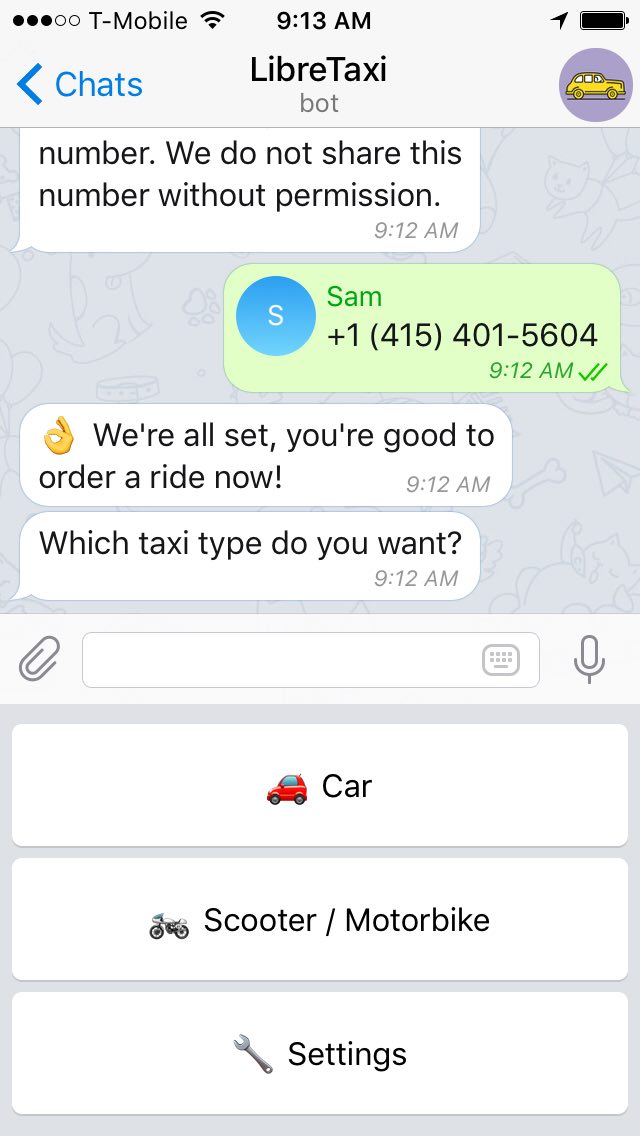 T-Mobile 9:13 AM
Chats
LibreTaxi
bot
number. We do not share this
number without permission.
9:12 AM
S
Sam
+1 (415) 401-5604
9:12 AM
👌 We're all set, you're good to
order a ride now!
9:12 AM
Which taxi type do you want?
9:12 AM
🚗 Car
🏍 Scooter / Motorbike
🔧 Settings